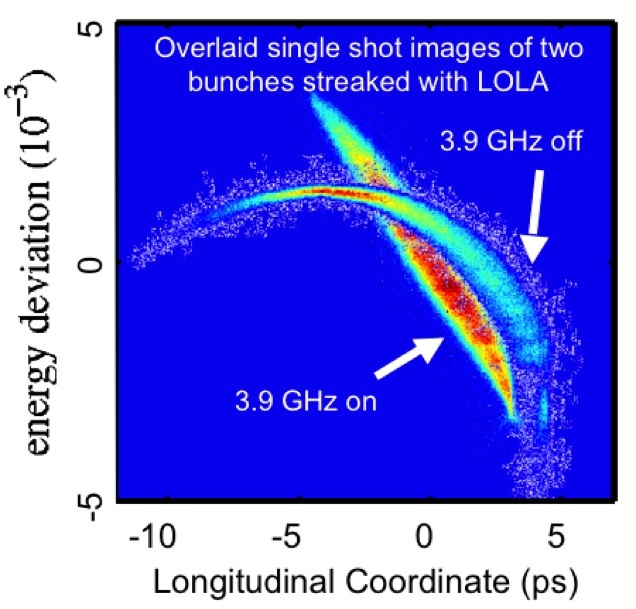 Overlaid single shot images of two
bunches streaked with LOLA
3.9 GHz off
3.9 GHz on
energy deviation (10⁻³)
5
0
-5
-10
-5
0
5
Longitudinal Coordinate (ps)